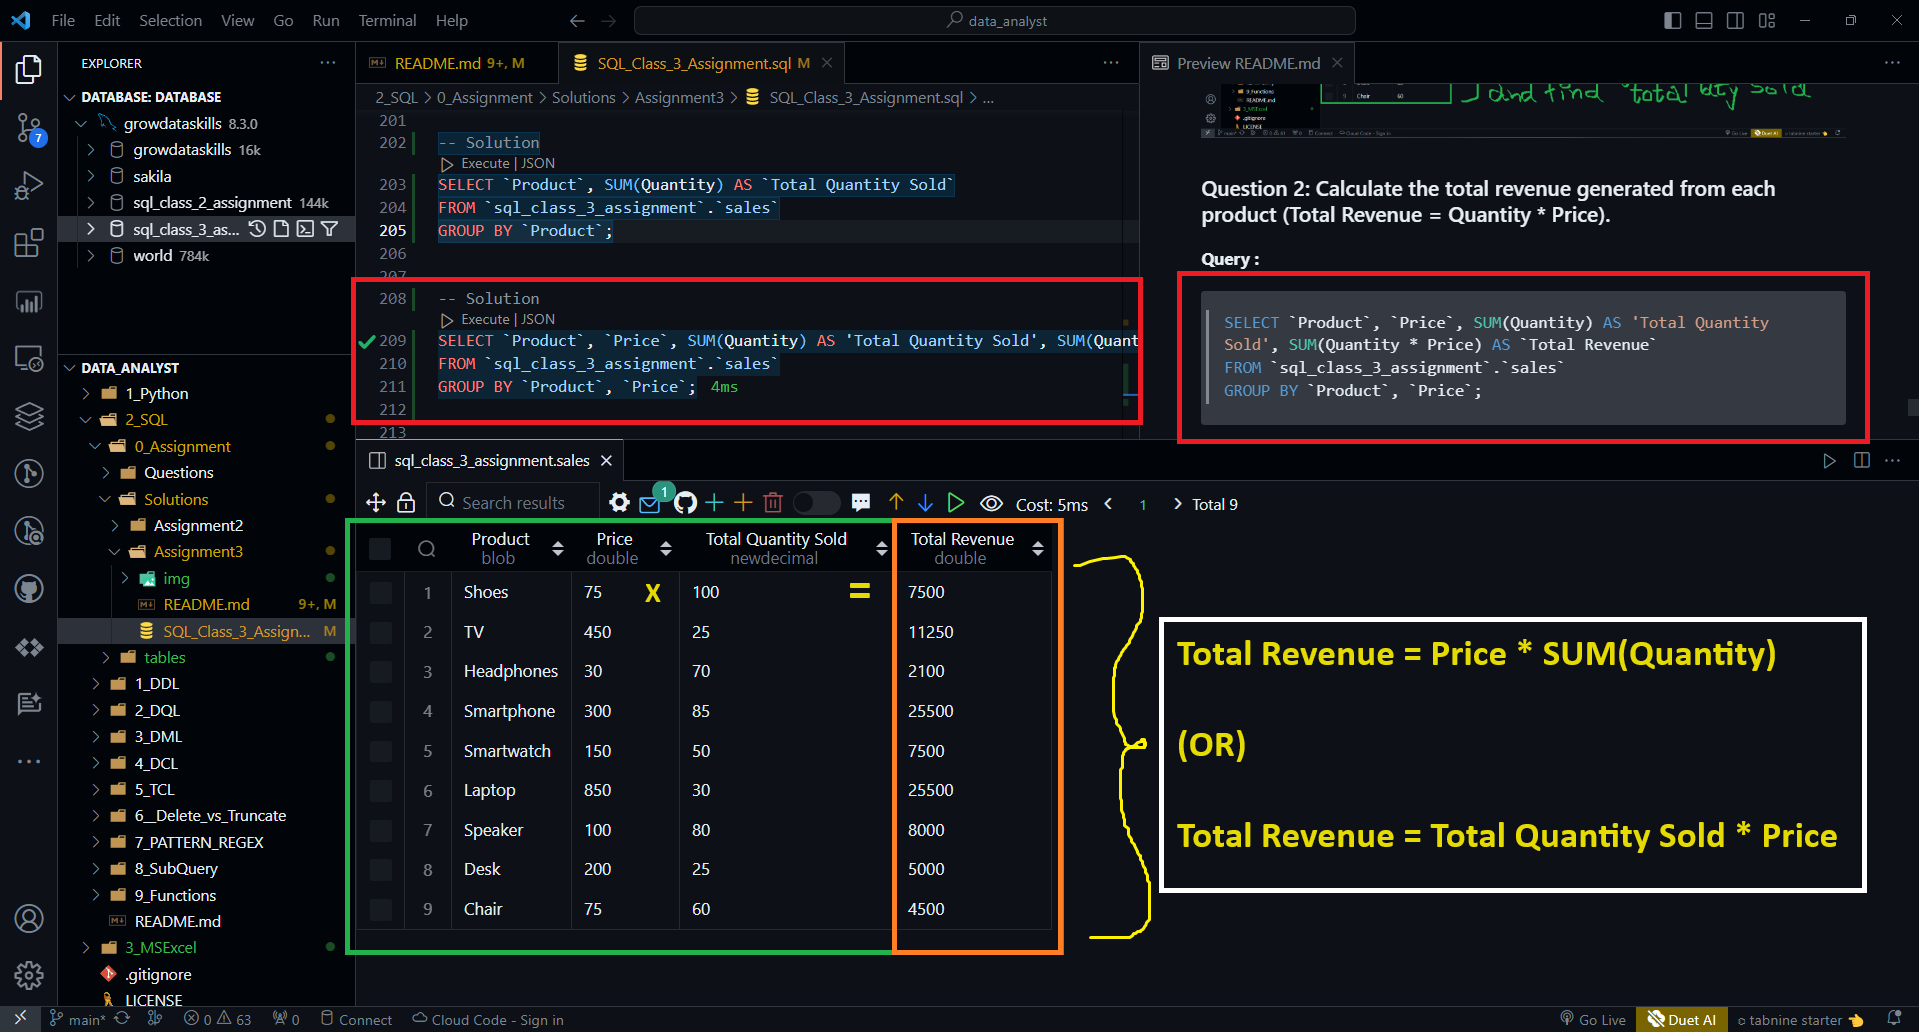 File Edit Selection View Go Run Terminal Help
data_analyst
EXPLORER
DATABASE: DATABASE
growdataskills 8.3.0
growdataskills 16k
sakila
sql_class_2_assignment 144k
sql_class_3_as...
world 784k
7
DATA_ANALYST
1_Python
2_SQL
0_Assignment
Questions
Solutions
Assignment2
Assignment3
img
README.md 9+, M
SQL_Class_3_Assign... M
tables
1_DDL
2_DQL
3_DML
4_DCL
5_TCL
6__Delete_vs_Truncate
7_PATTERN_REGEX
8_SubQuery
9_Functions
README.md
3_MSExcel
.gitignore
LICENSE
README.md 9+, M
SQL_Class_3_Assignment.sql M
2_SQL > 0_Assignment > Solutions > Assignment3 > SQL_Class_3_Assignment.sql > ...
201
202 -- Solution
Execute | JSON
203 SELECT `Product`, SUM(Quantity) AS `Total Quantity Sold`
204 FROM `sql_class_3_assignment`.`sales`
205 GROUP BY `Product`;
206
207
208 -- Solution
Execute | JSON
209 SELECT `Product`, `Price`, SUM(Quantity) AS 'Total Quantity Sold', SUM(Quant
210 FROM `sql_class_3_assignment`.`sales`
211 GROUP BY `Product`, `Price`; 4ms
212
213
Preview README.md
9_Functions
README.md
3_MSExcel
.gitignore
LICENSE
9 Chair 60
and find total qty sold
Question 2: Calculate the total revenue generated from each
product (Total Revenue = Quantity * Price).
Query :
SELECT `Product`, `Price`, SUM(Quantity) AS 'Total Quantity
Sold', SUM(Quantity * Price) AS `Total Revenue`
FROM `sql_class_3_assignment`.`sales`
GROUP BY `Product`, `Price`;
sql_class_3_assignment.sales
Search results
1
Cost: 5ms < 1 > Total 9
Product Price Total Quantity Sold Total Revenue
blob double newdecimal double
1 Shoes 75 X 100 = 7500
2 TV 450 25 11250
3 Headphones 30 70 2100
4 Smartphone 300 85 25500
5 Smartwatch 150 50 7500
6 Laptop 850 30 25500
7 Speaker 100 80 8000
8 Desk 200 25 5000
9 Chair 75 60 4500
Total Revenue = Price * SUM(Quantity)
(OR)
Total Revenue = Total Quantity Sold * Price
main* 0 63 0 Connect Cloud Code - Sign in
Go Live Duet AI tabnine starter